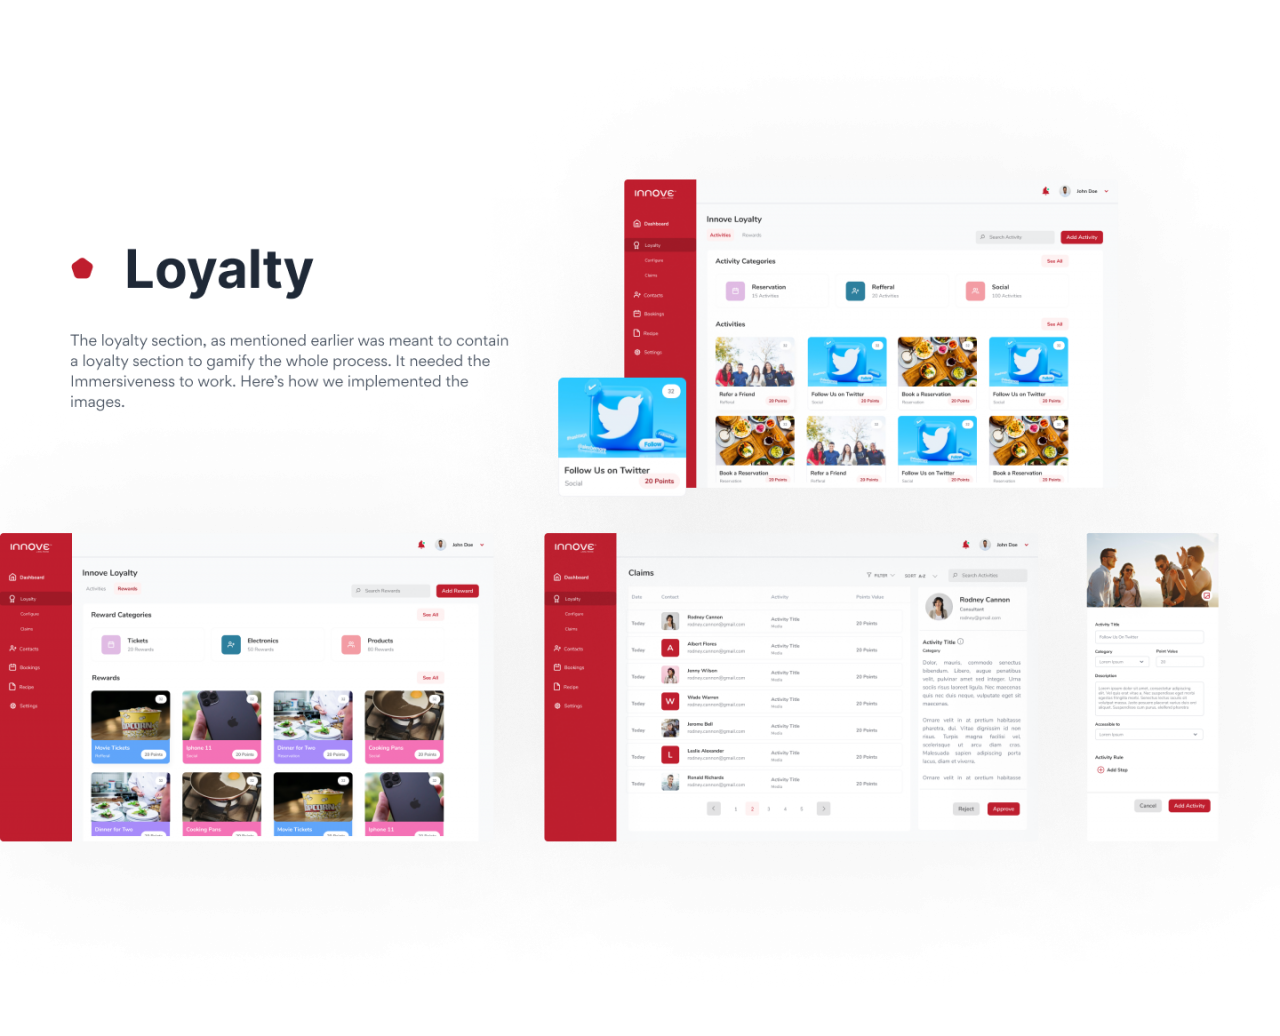 Loyalty
The loyalty section, as mentioned earlier was meant to contain
a loyalty section to gamify the whole process. It needed the
Immersiveness to work. Here's how we implemented the
images.
innove
John Doe
Dashboard
Loyalty
Configure
Claims
Contacts
Bookings
Recipe
Settings
Innove Loyalty
Activities Rewards
Search Activity
Add Activity
Activity Categories
See All
Reservation
Refferal
20 Activities
Social
100 Activities
Activities
See All
Refer a Friend
Refferal
20 Points
Follow Us on Twitter
Social
20 Points
Book a Reservation
Reservation
20 Points
Follow Us on Twitter
Social
20 Points
Book a Reservation
Reservation
20 Points
Refer a Friend
Refferal
20 Points
Follow Us on Twitter
Social
20 Points
Book a Reservation
Reservation
20 Points
32
Follow
Follow Us on Twitter
Social
20 Points
innove
John Doe
Dashboard
Loyalty
Configure
Claims
Contacts
Bookings
Recipe
Settings
Innove Loyalty
Activities Rewards
Search Rewards
Add Reward
Reward Categories
See All
Tickets
20 Rewards
Electronics
50 Rewards
Products
80 Rewards
Rewards
See All
Movie Tickets
20 Points
Iphone 11
Social
20 Points
Dinner for Two
Reservation
20 Points
Cooking Pans
Social
20 Points
Dinner for Two
20 Points
Cooking Pans
20 Points
Movie Tickets
20 Points
Iphone 11
20 Points
innove
John Doe
Dashboard
Loyalty
Configure
Claims
Contacts
Bookings
Recipe
Settings
Claims
FILTER
SORT A-Z
Search Activities
Date Contact Activity Points Value
Today
Rodney Cannon
rodney.cannon@gmail.com
Activity Title
Media
20 Points
Today
A
Albert Flores
rodney.cannon@gmail.com
Activity Title
Media
20 Points
Today
Jenny Wilson
rodney.cannon@gmail.com
Activity Title
Media
20 Points
Today
W
Wade Warren
rodney.cannon@gmail.com
Activity Title
Media
20 Points
Today
Jerome Bell
rodney.cannon@gmail.com
Activity Title
Media
20 Points
Today
L
Leslie Alexander
rodney.cannon@gmail.com
Activity Title
Media
20 Points
Today
Ronald Richards
rodney.cannon@gmail.com
Activity Title
Media
20 Points
1 2 3 4 5
Rodney Cannon
Consultant
rodney@gmail.com
Activity Title
Category
Dolor, mauris, commodo senectus
bibendum. Libero, augue penatibus
velit, pulvinar amet sed integer. Urna
sociis risus laoreet ligula. Nec maecenas
quis nec duis neque, vulputate eget sit
maecenas.
Ornare velit in at pretium habitasse
pharetra, dui. Vitae dignissim id non
risus. Turpis magna facilisi vel,
scelerisque ut arcu diam cras.
Malesuada sapien adipiscing porta
lacus, diam et viverra.
Ornare velit in at pretium habitasse
Reject
Approve
Activity Title
Follow Us On Twitter
Category
Point Value
Lorem Ipsum
20
Description
Accessible to
Lorem Ipsum
Activity Rule
Add Step
Cancel
Add Activity